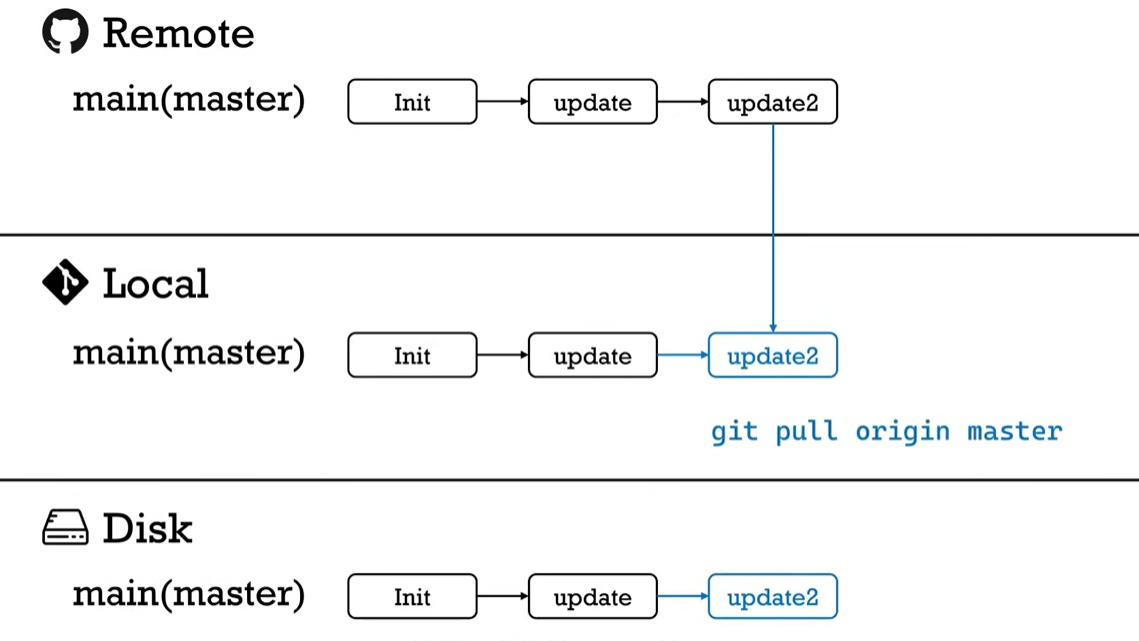 Remote
main(master) Init update update2
Local
main(master) Init update update2
git pull origin master
Disk
main(master) Init update update2